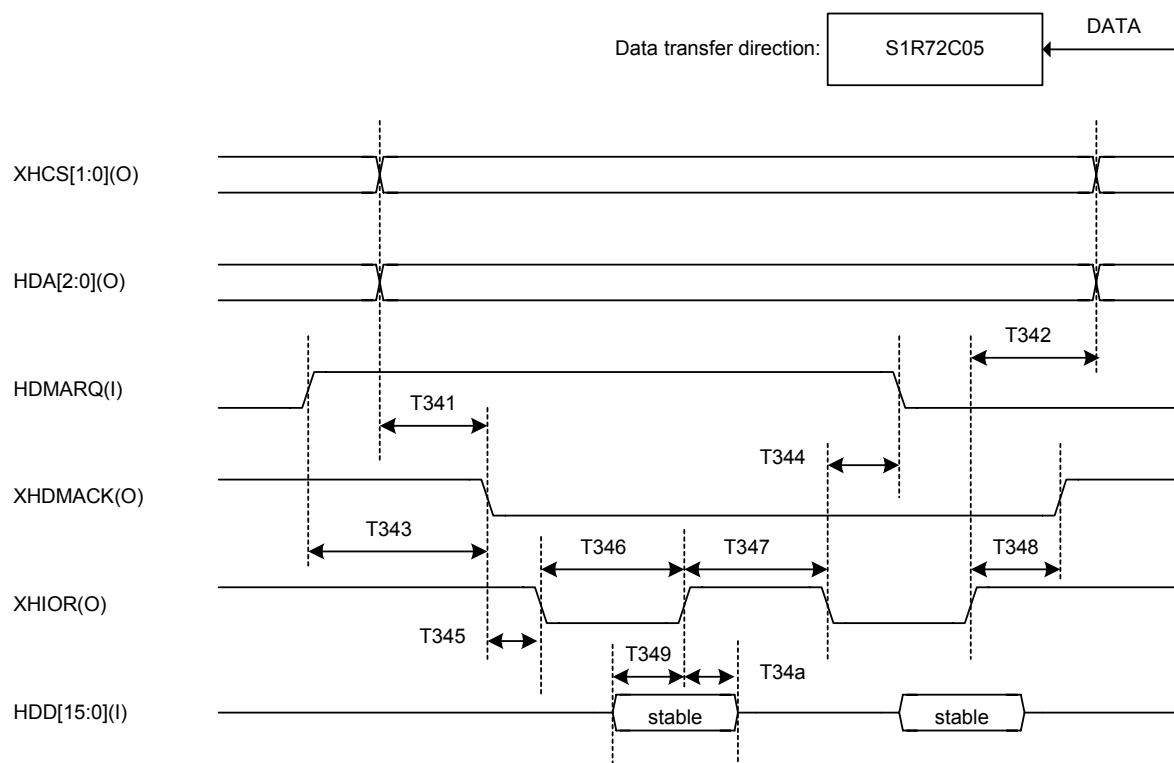 DATA
Data transfer direction: S1R72C05
XHCS[1:0](O)
HDA[2:0](O)
T342
HDMARQ(I)
T341
T344
XHDMACK(O)
T343
T346 T347 T348
XHIOR(O)
T345
T349 T34a
HDD[15:0](I) stable stable